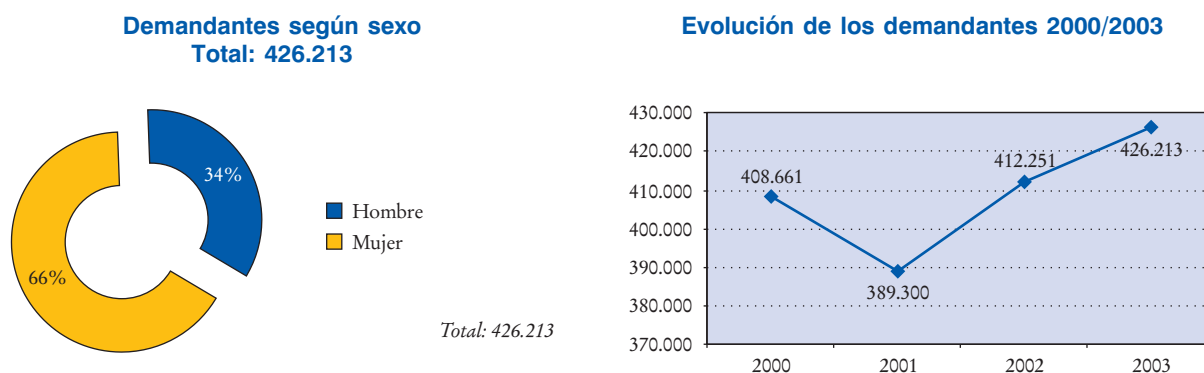 Demandantes según sexo
Total: 426.213
34%
66%
Hombre
Mujer
Total: 426.213
Evolución de los demandantes 2000/2003
430.000
420.000
410.000
400.000
390.000
380.000
370.000
408.661
389.300
412.251
426.213
2000 2001 2002 2003